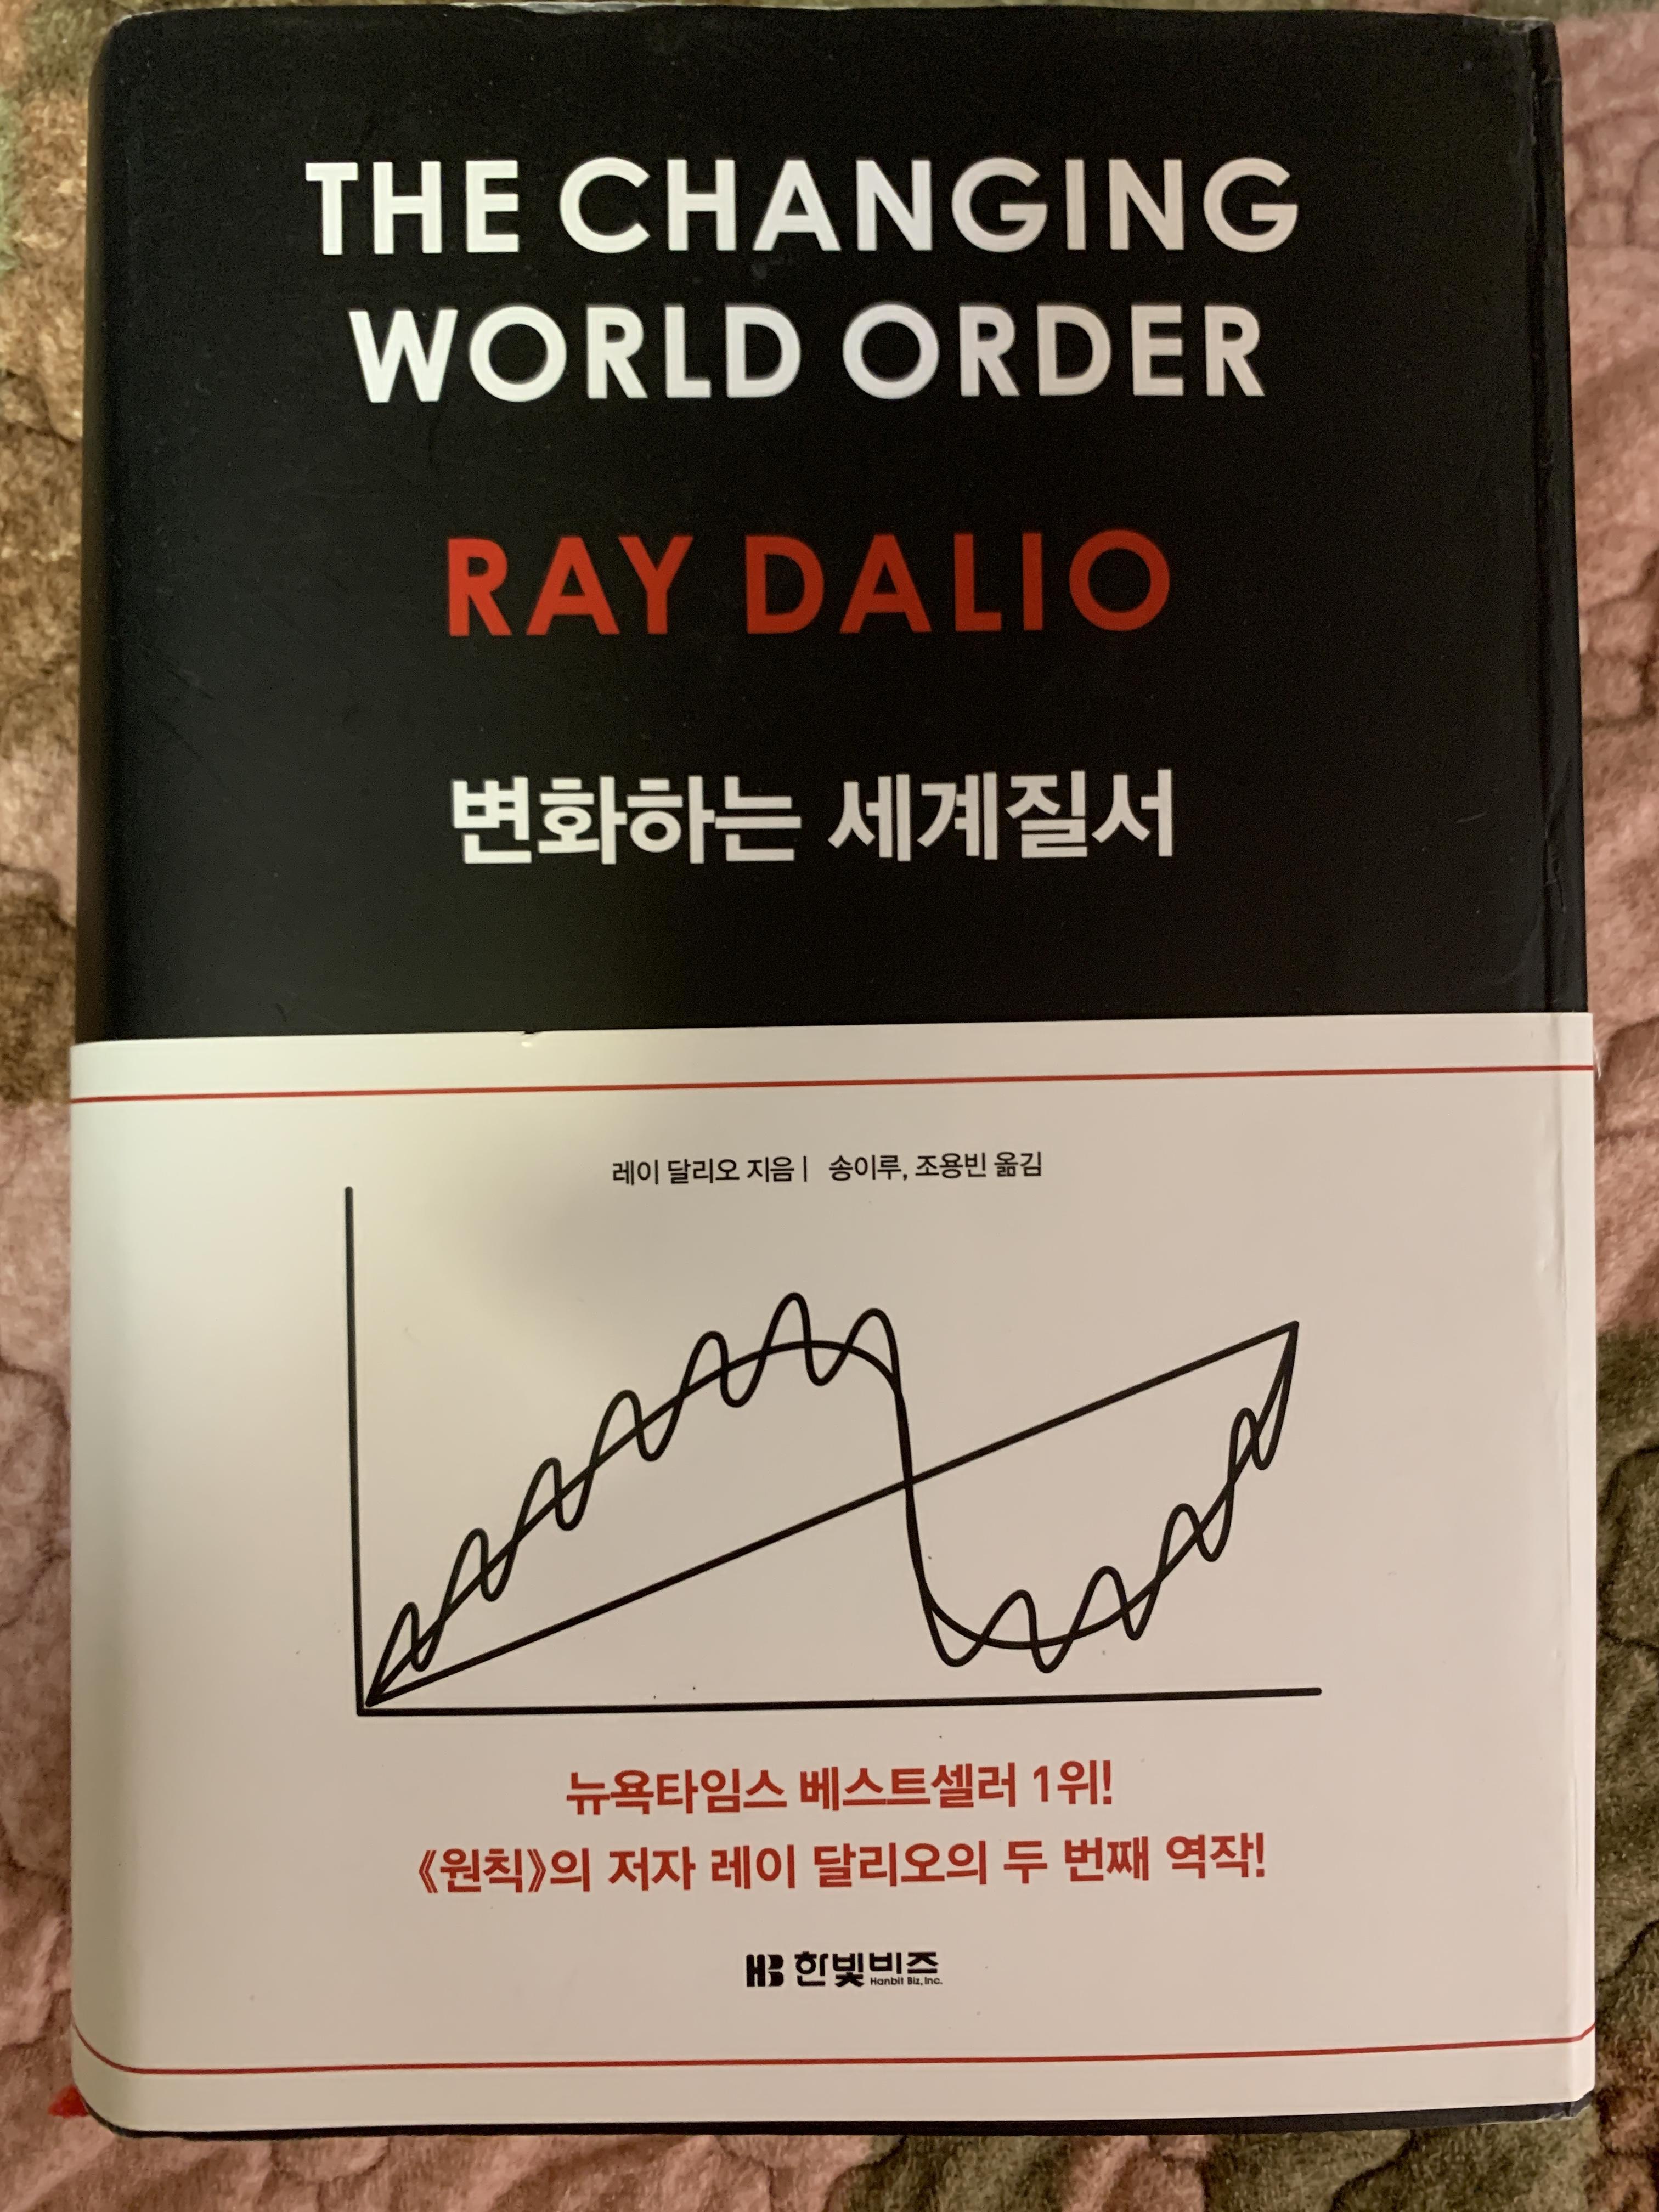 THE CHANGING
WORLD ORDER
RAY DALIO
변화하는 세계질서
레이 달리오 지음 | 송이루, 조용빈 옮김
뉴욕타임스 베스트셀러 1위!
《원칙》의 저자 레이 달리오의 두 번째 역작!
HB 한빛비즈
Hanbit Biz, Inc.